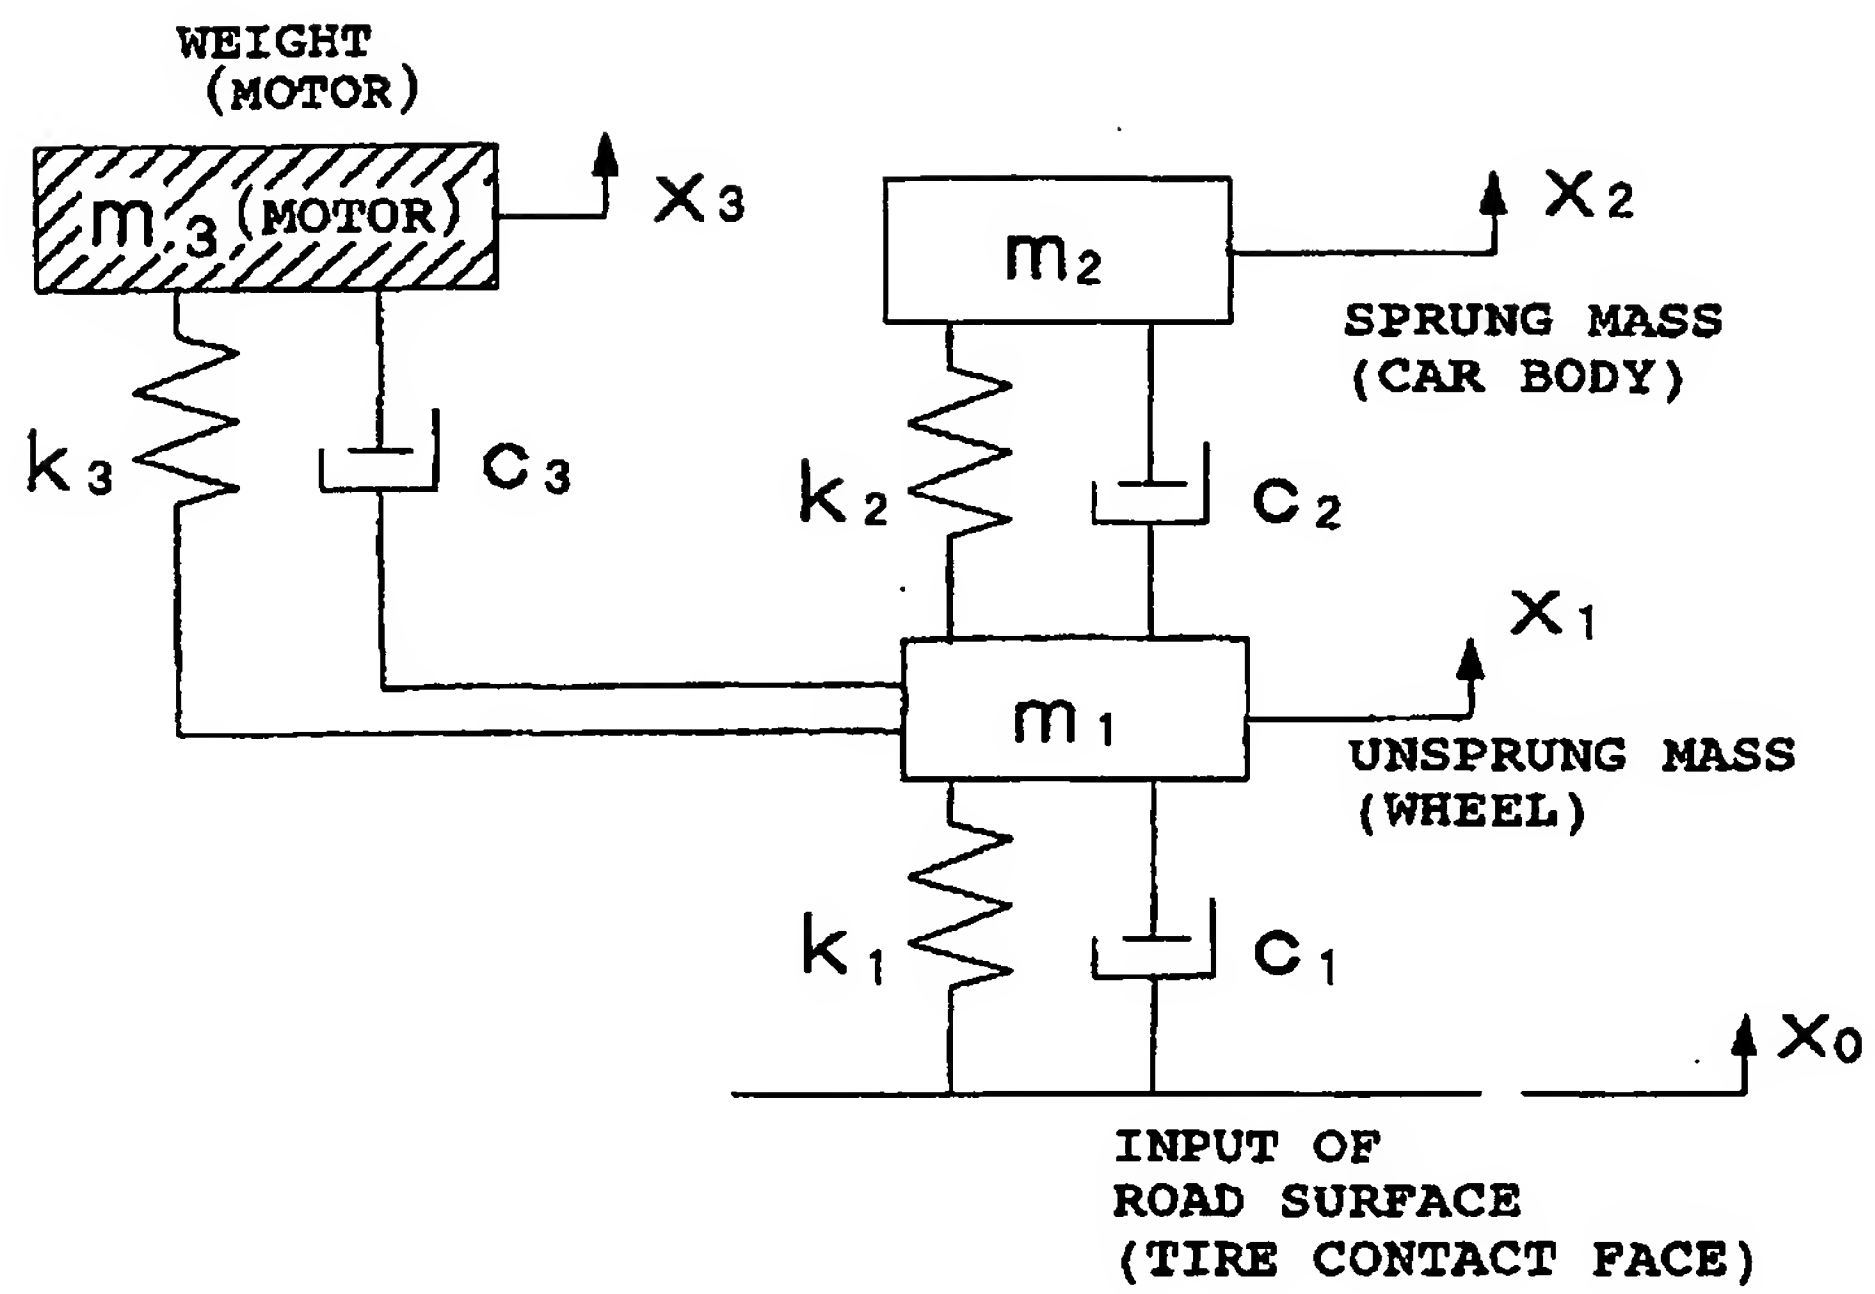 WEIGHT
(MOTOR)
m3 (MOTOR)
x3
m2
x2
SPRUNG MASS
(CAR BODY)
k3
c3
k2
c2
x1
m1
UNSPRUNG MASS
(WHEEL)
k1
c1
x0
INPUT OF
ROAD SURFACE
(TIRE CONTACT FACE)